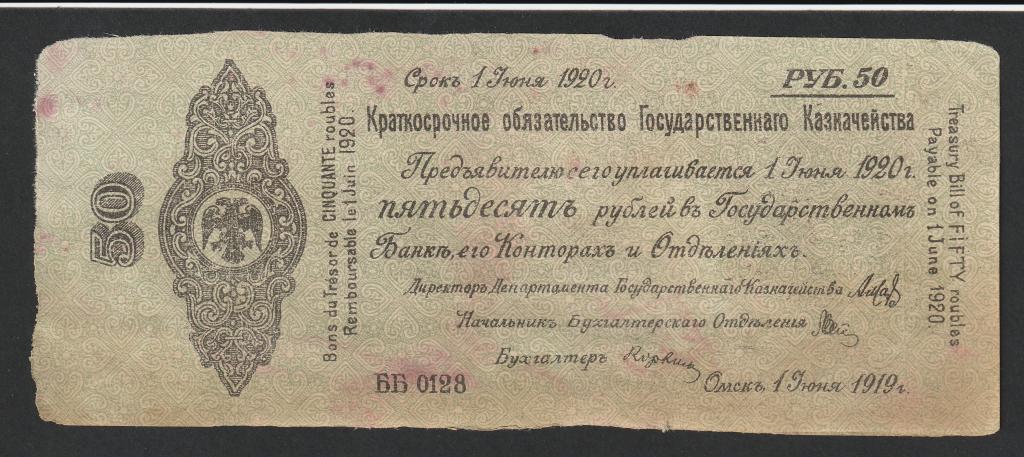 50
Bons du Trésor de CINQUANTE roubles
Remboursable le 1 Juin 1920.
Срокъ 1 Июня 1920 г.
РУБ. 50
Краткосрочное обязательство Государственнаго Казначейства
Предъявителю сего уплачивается 1 Июня 1920 г.
пятьдесятъ рублей въ Государственномъ
Банкѣ, его Конторахъ и Отдѣленіяхъ.
Директоръ Департамента Государственнаго Казначейства
Начальникъ Бухгалтерскаго Отдѣленія
Бухгалтеръ
ББ 0128
Омскъ, 1 Июня 1919 г.
Treasury Bill of FIFTY roubles
Payable on 1 June 1920.